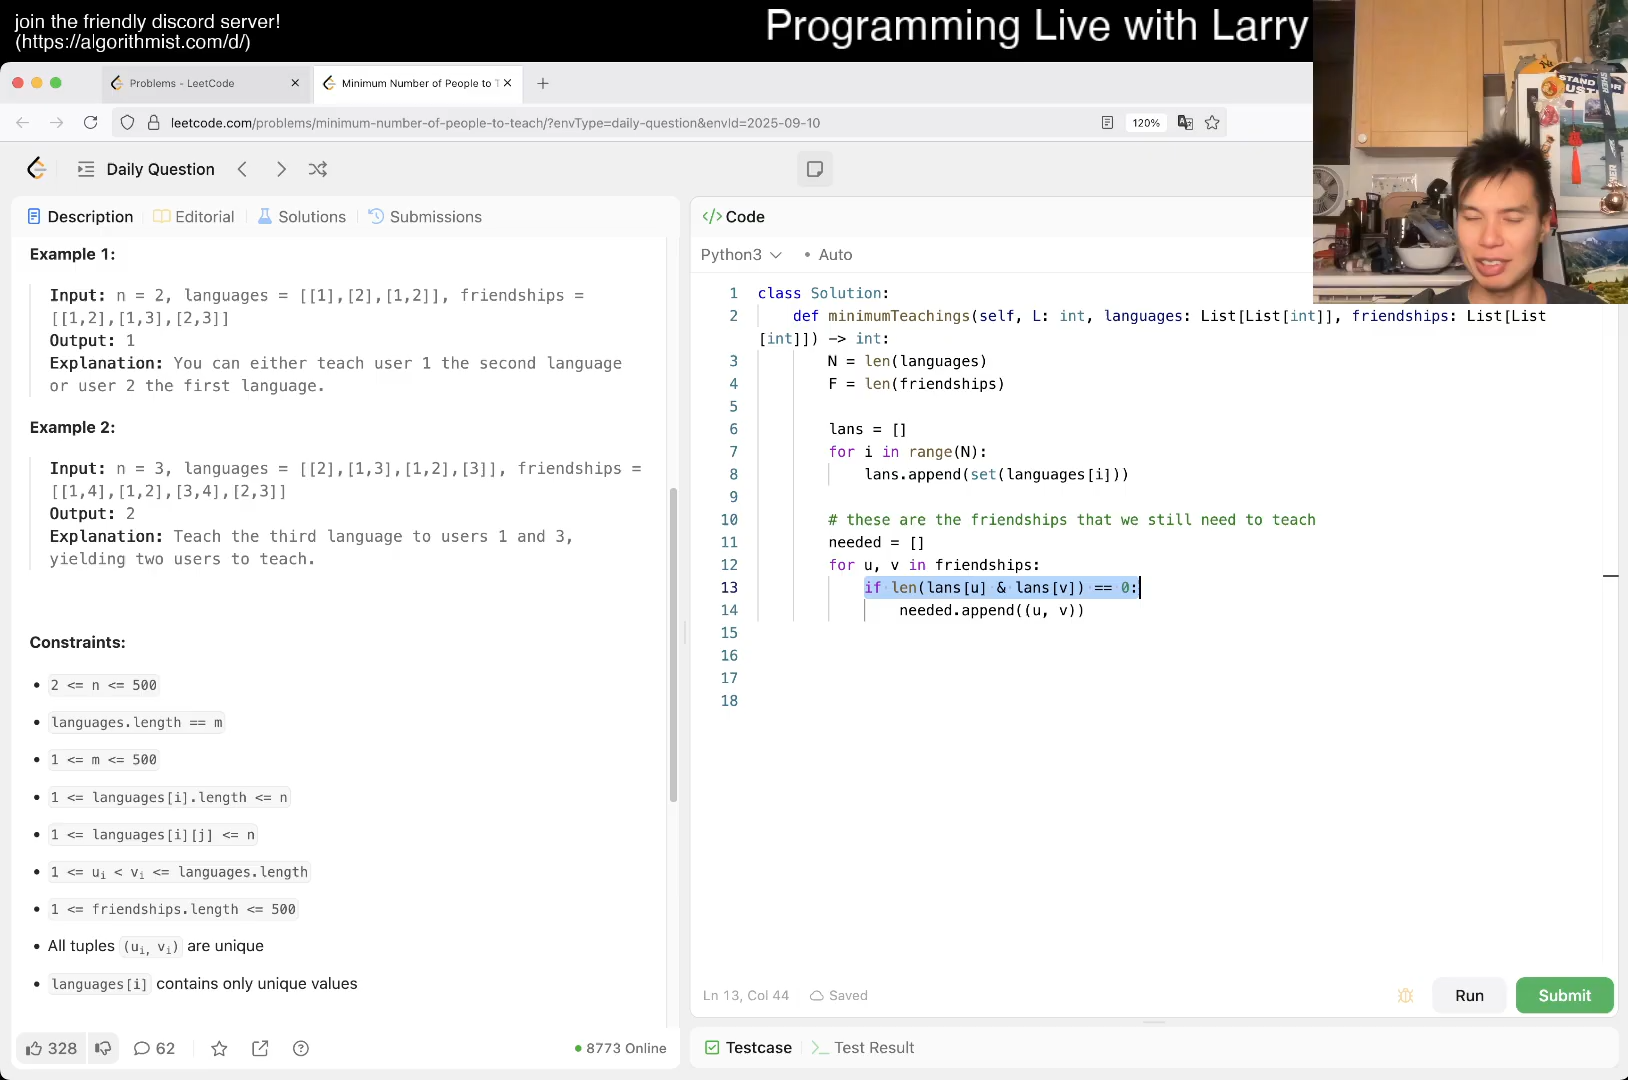 join the friendly discord server!
(https://algorithmist.com/d/)
Programming Live with Larry
Problems - LeetCode
Minimum Number of People to T
leetcode.com/problems/minimum-number-of-people-to-teach/?envType=daily-question&envId=2025-09-10
120%
Daily Question
Description
Editorial
Solutions
Submissions
Example 1:
Input: n = 2, languages = [[1],[2],[1,2]], friendships =
[[1,2],[1,3],[2,3]]
Output: 1
Explanation: You can either teach user 1 the second language
or user 2 the first language.
Example 2:
Input: n = 3, languages = [[2],[1,3],[1,2],[3]], friendships =
[[1,4],[1,2],[3,4],[2,3]]
Output: 2
Explanation: Teach the third language to users 1 and 3,
yielding two users to teach.
Constraints:
• 2 <= n <= 500
• languages.length == m
• 1 <= m <= 500
• 1 <= languages[i].length <= n
• 1 <= languages[i][j] <= n
• 1 <= ui < vi <= languages.length
• 1 <= friendships.length <= 500
• All tuples (ui, vi) are unique
• languages[i] contains only unique values
328
62
• 8773 Online
</> Code
Python3
• Auto
1 class Solution:
2 def minimumTeachings(self, L: int, languages: List[List[int]], friendships: List[List
[int]]) -> int:
3 N = len(languages)
4 F = len(friendships)
5
6 lans = []
7 for i in range(N):
8 lans.append(set(languages[i]))
9
10 # these are the friendships that we still need to teach
11 needed = []
12 for u, v in friendships:
13 if len(lans[u] & lans[v]) == 0:
14 needed.append((u, v))
15
16
17
18
Ln 13, Col 44
Saved
Run
Submit
Testcase
Test Result